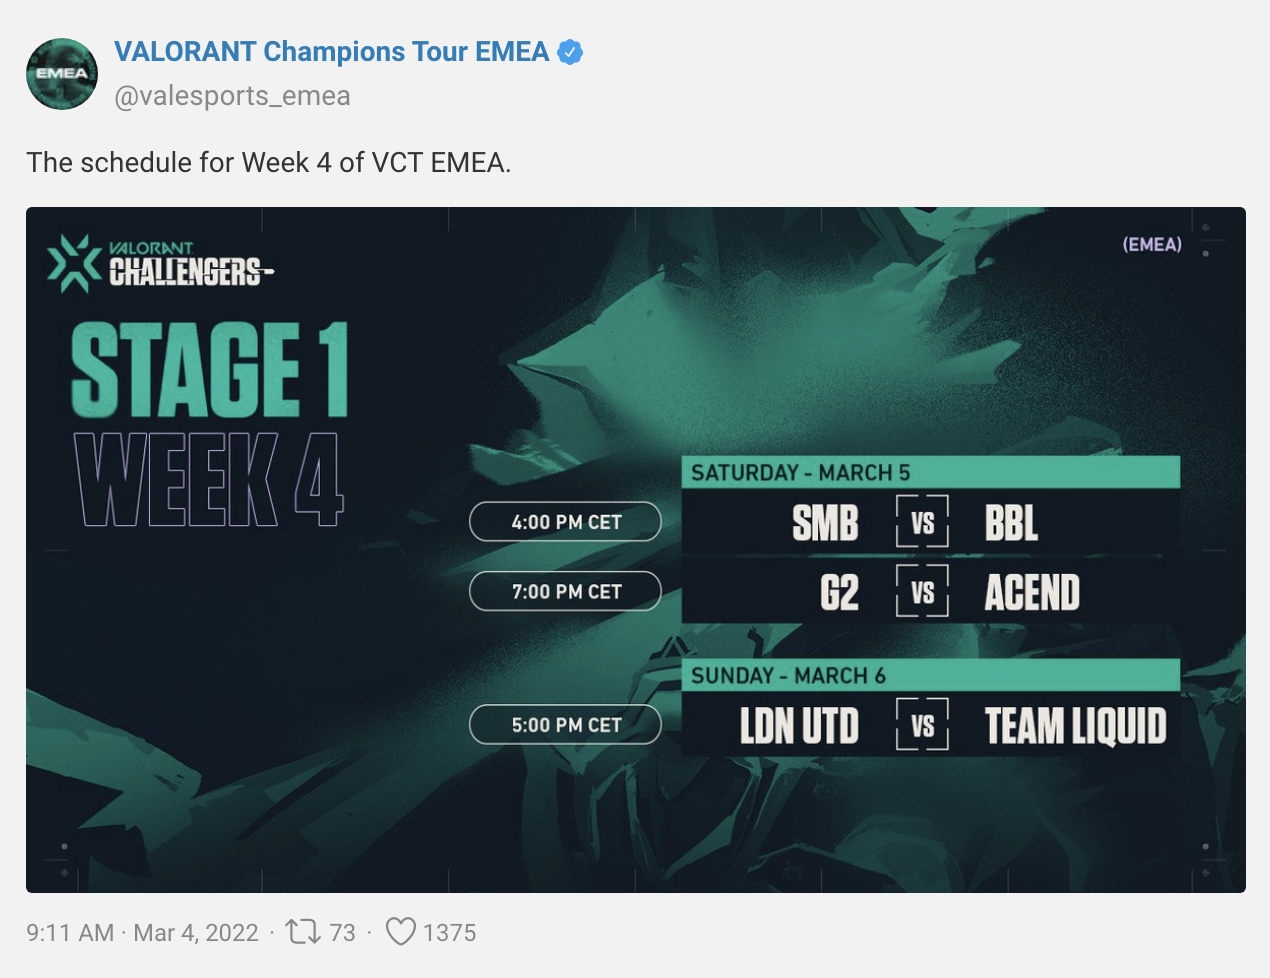 EMEA
VALORANT Champions Tour EMEA
@valesports_emea
The schedule for Week 4 of VCT EMEA.
VALORANT
CHALLENGERS
(EMEA)
STAGE 1
WEEK 4
SATURDAY - MARCH 5
4:00 PM CET SMB VS BBL
7:00 PM CET G2 VS ACEND
SUNDAY - MARCH 6
5:00 PM CET LDN UTD VS TEAM LIQUID
9:11 AM · Mar 4, 2022 · 73 · 1375